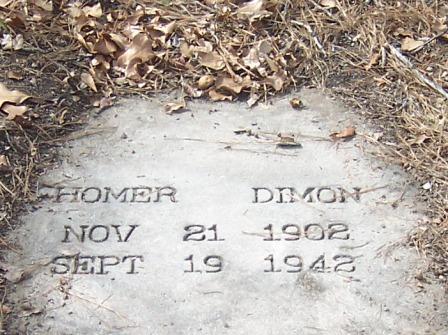 HOMER DIMON
NOV 21 1902
SEPT 19 1942